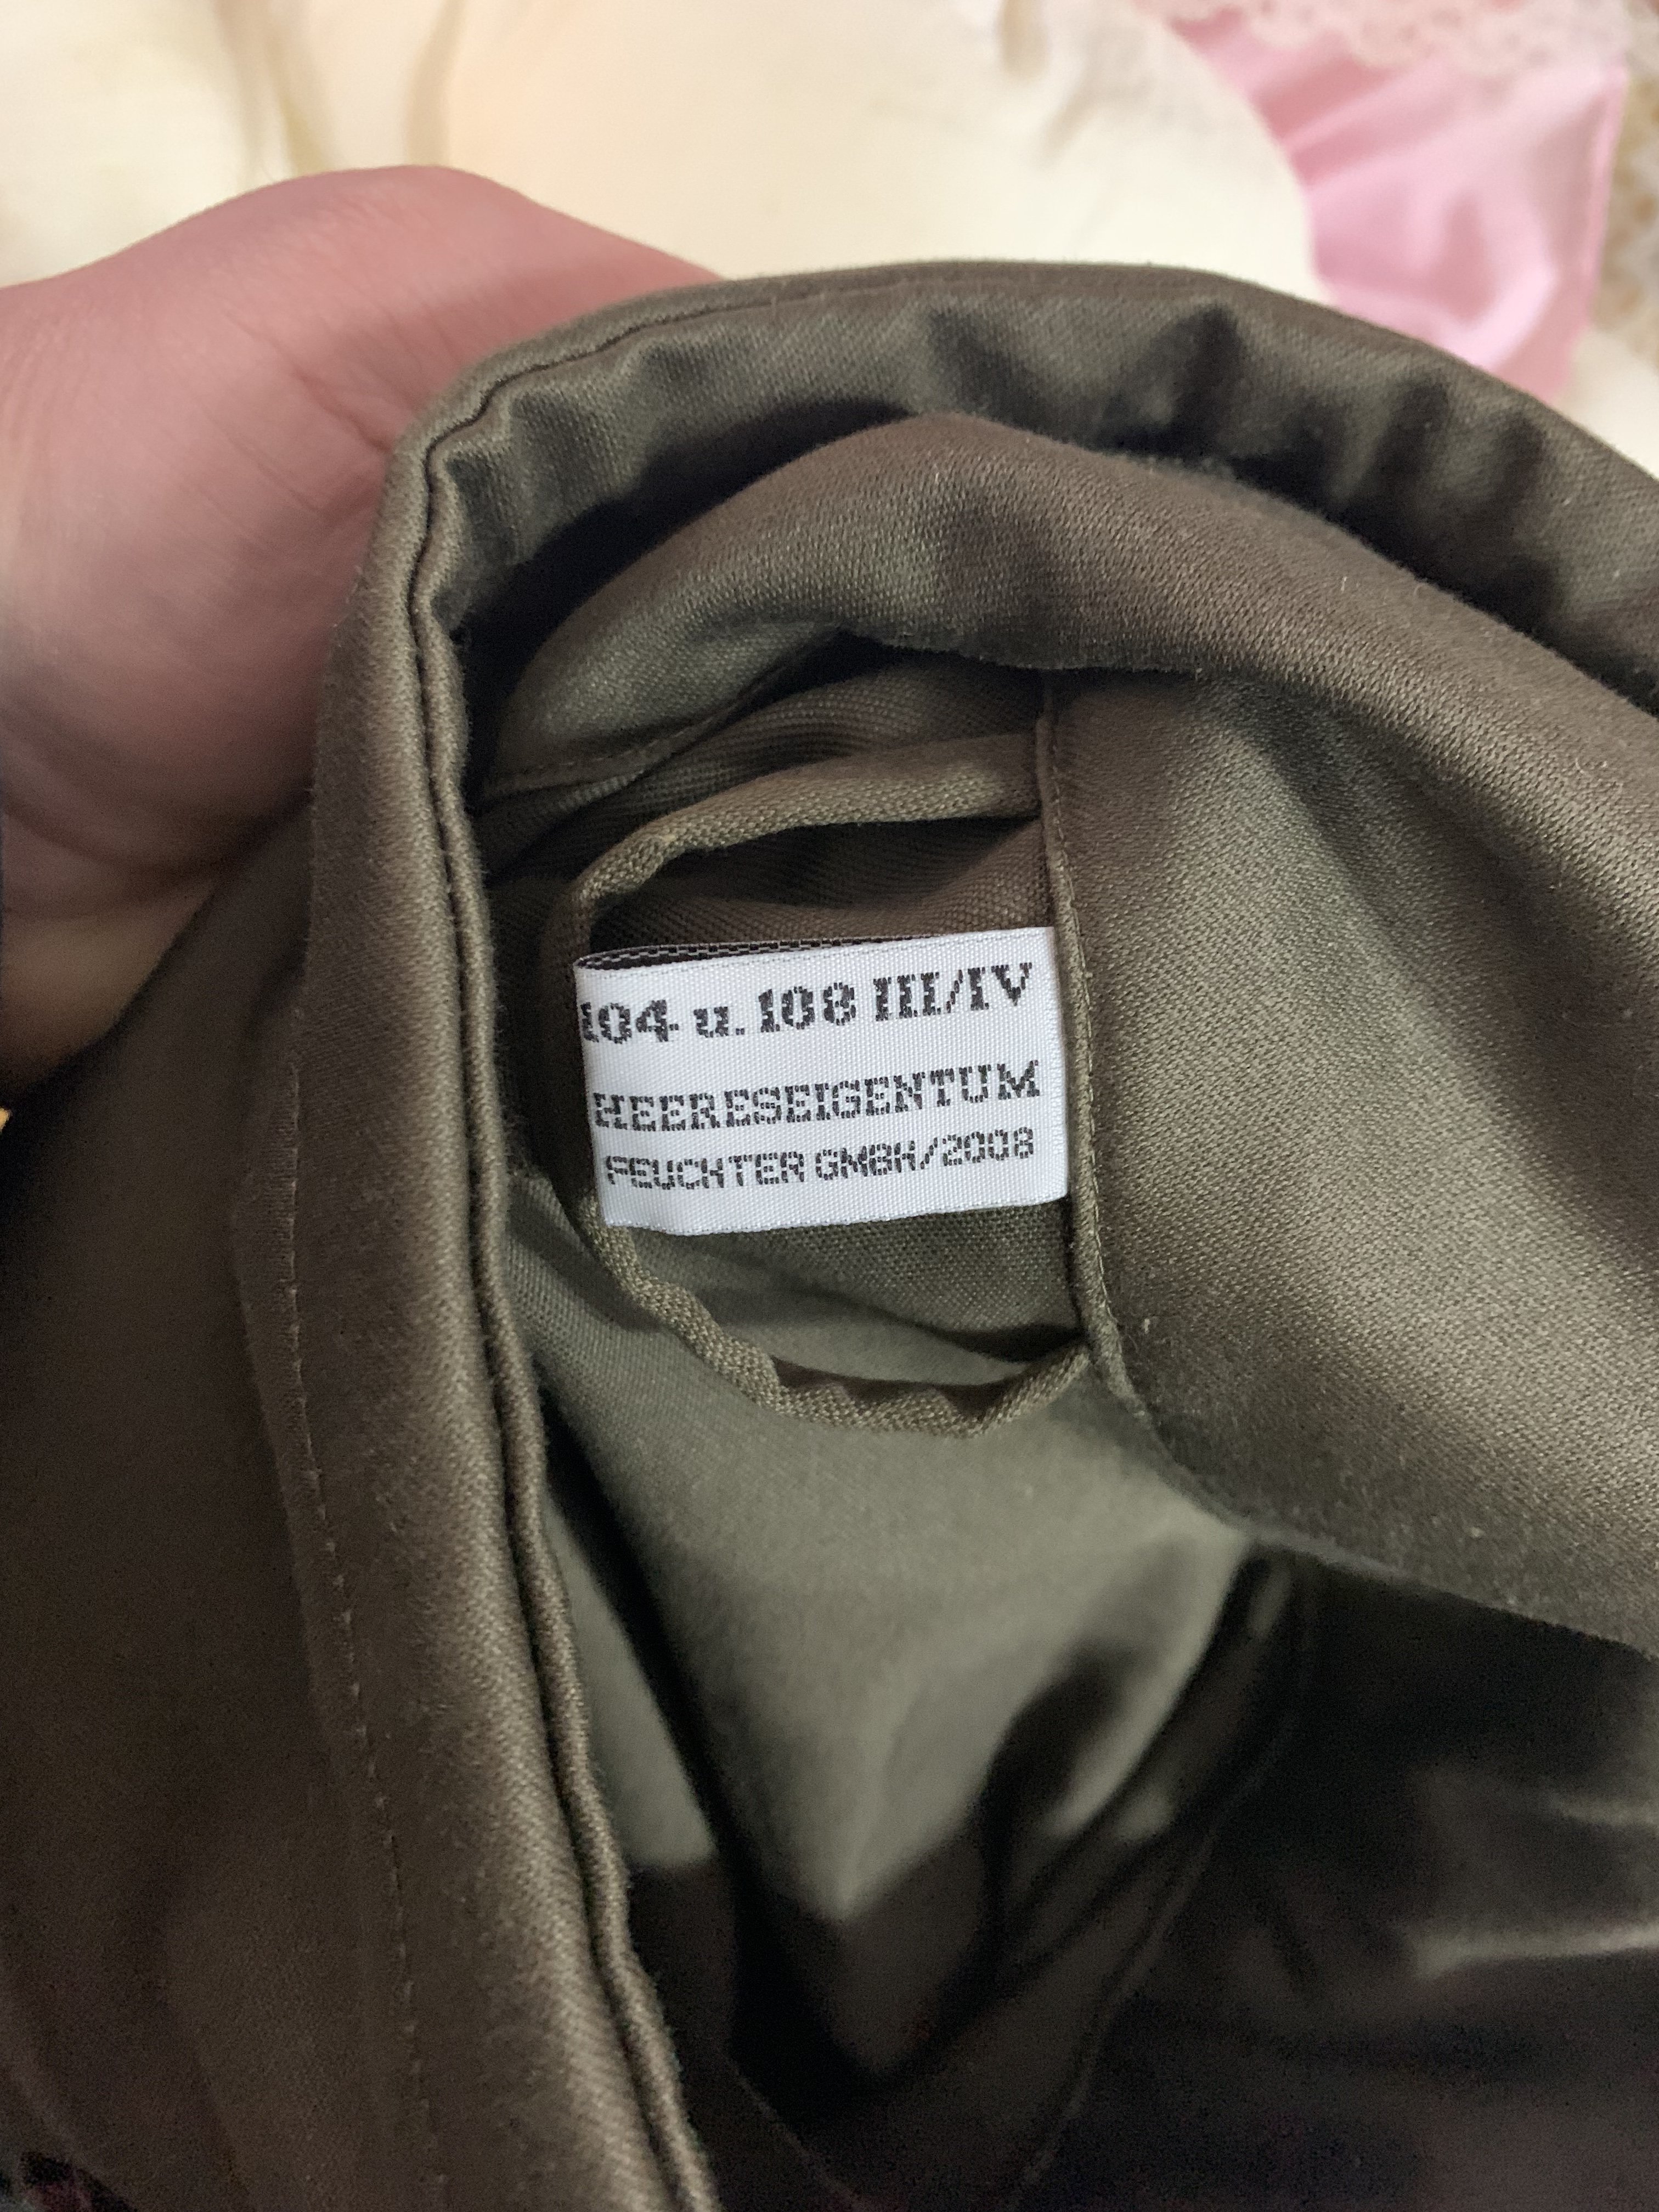 104 u. 108 III/IV
HEERESEIGENTUM
FEUCHTER GMBH/2008